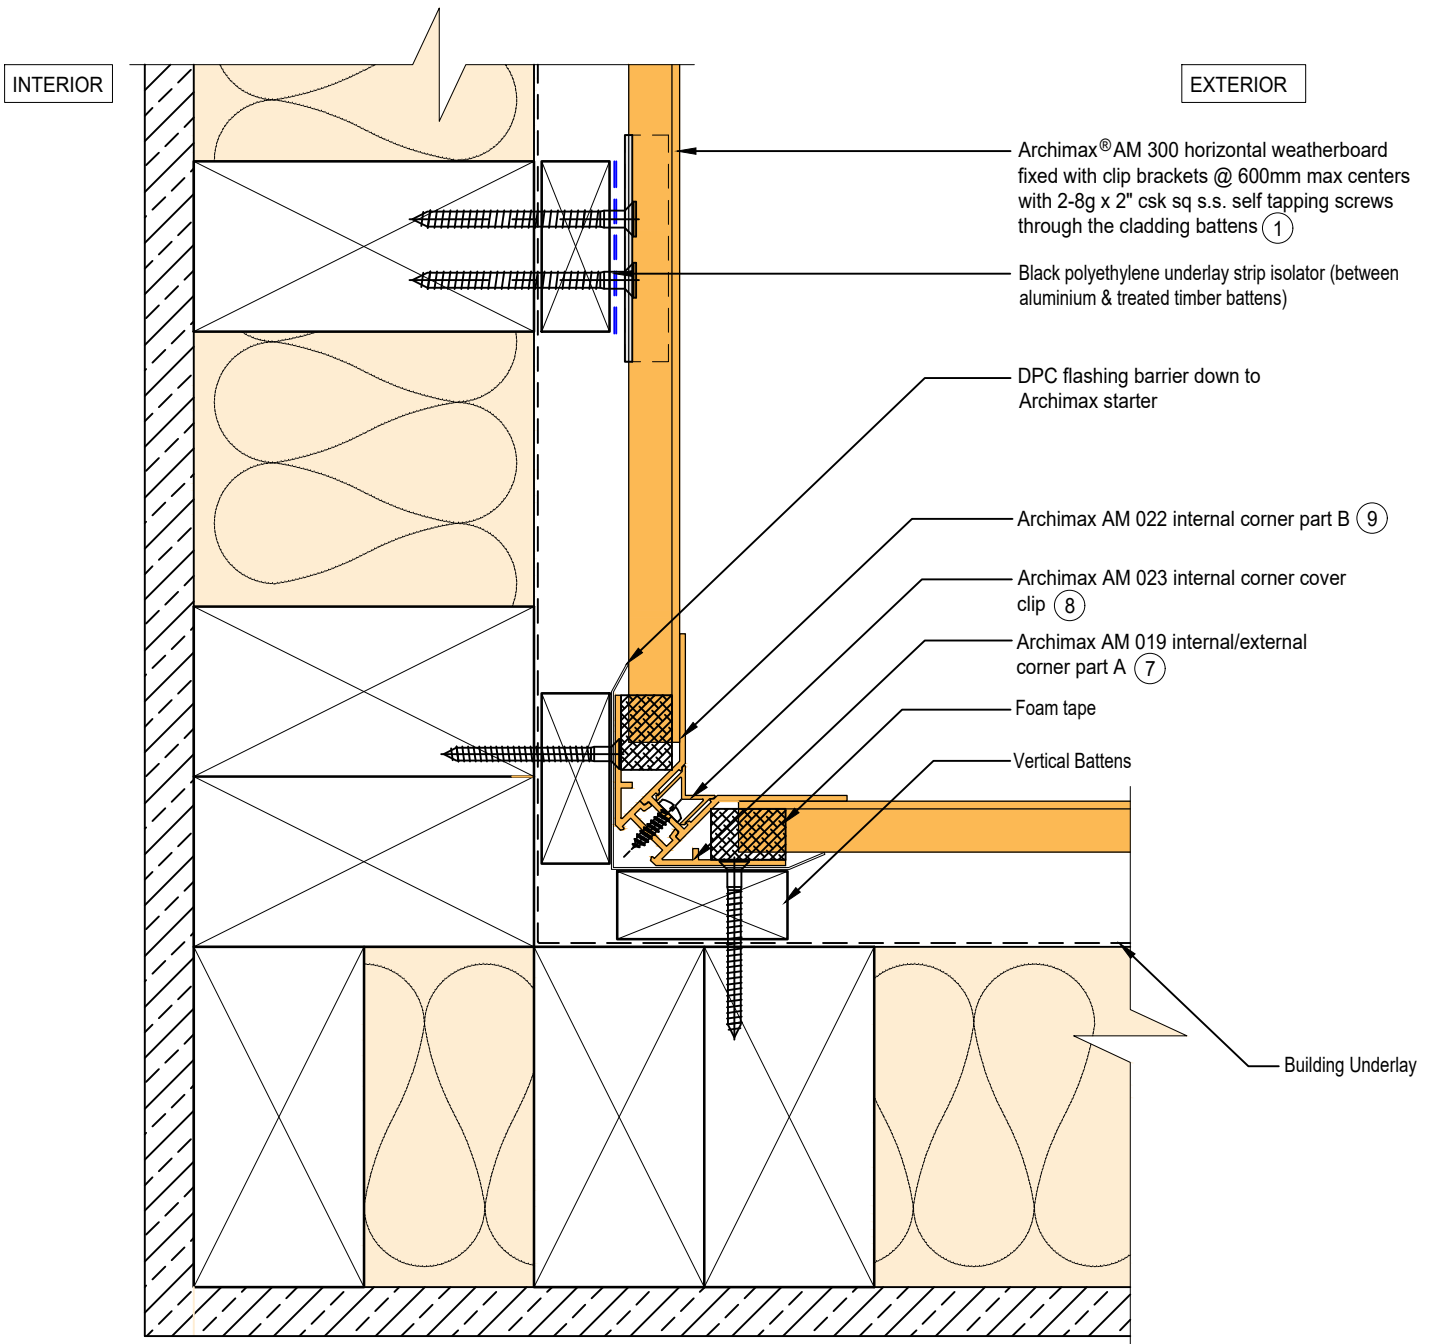 INTERIOR
EXTERIOR
Archimax® AM 300 horizontal weatherboard
fixed with clip brackets @ 600mm max centers
with 2-8g x 2" csk sq s.s. self tapping screws
through the cladding battens 1
Black polyethylene underlay strip isolator (between
aluminium & treated timber battens)
DPC flashing barrier down to
Archimax starter
Archimax AM 022 internal corner part B 9
Archimax AM 023 internal corner cover
clip 8
Archimax AM 019 internal/external
corner part A 7
Foam tape
Vertical Battens
Building Underlay